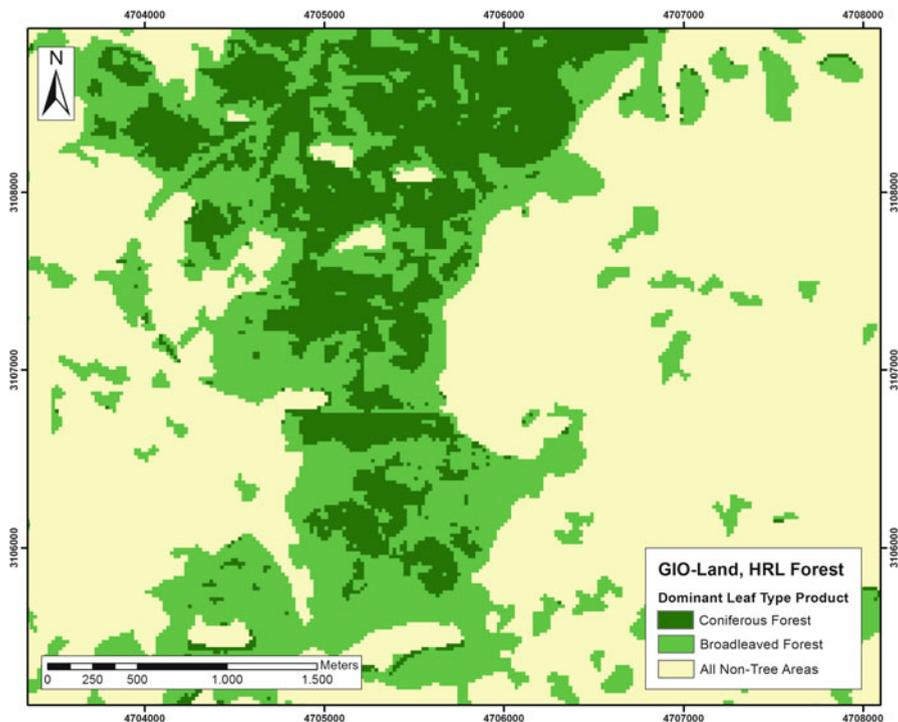 4704000 4705000 4706000 4707000 4708000
N
3108000 3108000
3107000 3107000
3106000 3106000
GIO-Land, HRL Forest
Dominant Leaf Type Product
Coniferous Forest
Broadleaved Forest
All Non-Tree Areas
Meters
0 250 500 1.000 1.500
4704000 4705000 4706000 4707000 4708000